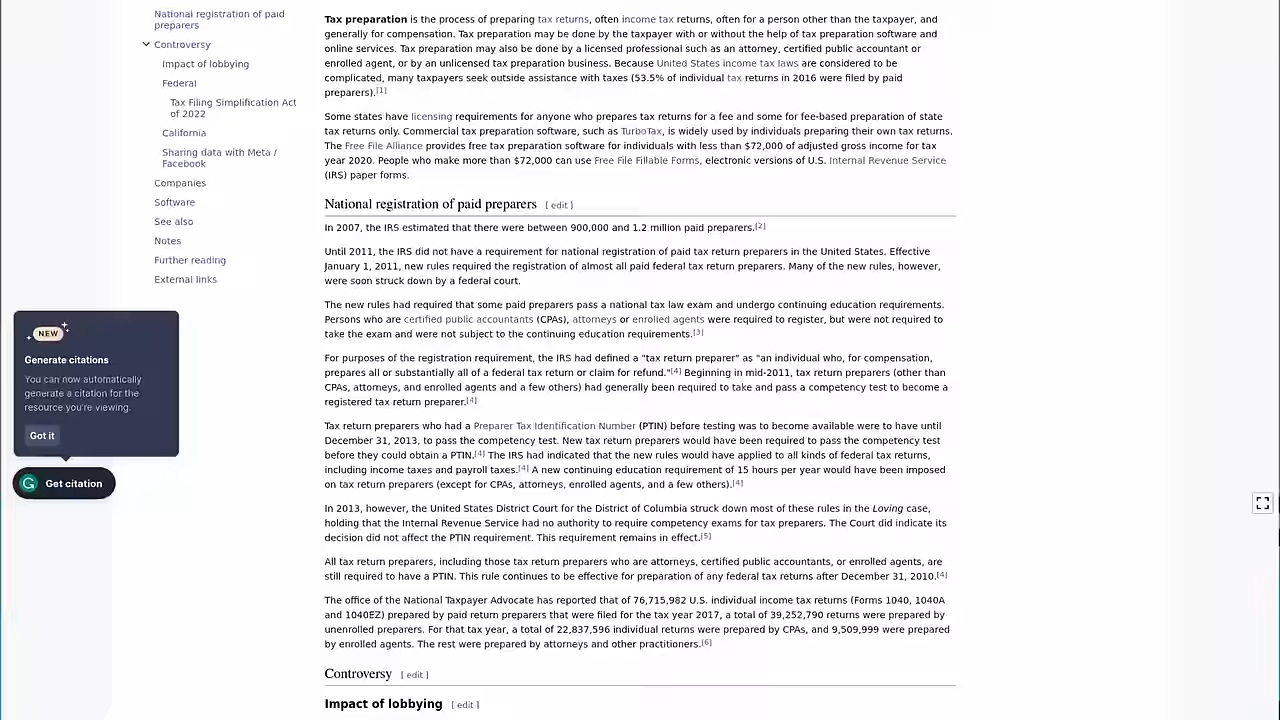 National registration of paid
preparers
Controversy
Impact of lobbying
Federal
Tax Filing Simplification Act
of 2022
California
Sharing data with Meta /
Facebook
Companies
Software
See also
Notes
Further reading
External links
NEW
Generate citations
You can now automatically
generate a citation for the
resource you're viewing.
Got it
Get citation
Tax preparation is the process of preparing tax returns, often income tax returns, often for a person other than the taxpayer, and
generally for compensation. Tax preparation may be done by the taxpayer with or without the help of tax preparation software and
online services. Tax preparation may also be done by a licensed professional such as an attorney, certified public accountant or
enrolled agent, or by an unlicensed tax preparation business. Because United States income tax laws are considered to be
complicated, many taxpayers seek outside assistance with taxes (53.5% of individual tax returns in 2016 were filed by paid
preparers).[1]
Some states have licensing requirements for anyone who prepares tax returns for a fee and some for fee-based preparation of state
tax returns only. Commercial tax preparation software, such as TurboTax, is widely used by individuals preparing their own tax returns.
The Free File Alliance provides free tax preparation software for individuals with less than $72,000 of adjusted gross income for tax
year 2020. People who make more than $72,000 can use Free File Fillable Forms, electronic versions of U.S. Internal Revenue Service
(IRS) paper forms.
National registration of paid preparers [ edit ]
In 2007, the IRS estimated that there were between 900,000 and 1.2 million paid preparers.[2]
Until 2011, the IRS did not have a requirement for national registration of paid tax return preparers in the United States. Effective
January 1, 2011, new rules required the registration of almost all paid federal tax return preparers. Many of the new rules, however,
were soon struck down by a federal court.
The new rules had required that some paid preparers pass a national tax law exam and undergo continuing education requirements.
Persons who are certified public accountants (CPAs), attorneys or enrolled agents were required to register, but were not required to
take the exam and were not subject to the continuing education requirements.[3]
For purposes of the registration requirement, the IRS had defined a "tax return preparer" as "an individual who, for compensation,
prepares all or substantially all of a federal tax return or claim for refund."[4] Beginning in mid-2011, tax return preparers (other than
CPAs, attorneys, and enrolled agents and a few others) had generally been required to take and pass a competency test to become a
registered tax return preparer.[4]
Tax return preparers who had a Preparer Tax Identification Number (PTIN) before testing was to become available were to have until
December 31, 2013, to pass the competency test. New tax return preparers would have been required to pass the competency test
before they could obtain a PTIN.[4] The IRS had indicated that the new rules would have applied to all kinds of federal tax returns,
including income taxes and payroll taxes.[4] A new continuing education requirement of 15 hours per year would have been imposed
on tax return preparers (except for CPAs, attorneys, enrolled agents, and a few others).[4]
In 2013, however, the United States District Court for the District of Columbia struck down most of these rules in the Loving case,
holding that the Internal Revenue Service had no authority to require competency exams for tax preparers. The Court did indicate its
decision did not affect the PTIN requirement. This requirement remains in effect.[5]
All tax return preparers, including those tax return preparers who are attorneys, certified public accountants, or enrolled agents, are
still required to have a PTIN. This rule continues to be effective for preparation of any federal tax returns after December 31, 2010.[4]
The office of the National Taxpayer Advocate has reported that of 76,715,982 U.S. individual income tax returns (Forms 1040, 1040A
and 1040EZ) prepared by paid return preparers that were filed for the tax year 2017, a total of 39,252,790 returns were prepared by
unenrolled preparers. For that tax year, a total of 22,837,596 individual returns were prepared by CPAs, and 9,509,999 were prepared
by enrolled agents. The rest were prepared by attorneys and other practitioners.[6]
Controversy [ edit ]
Impact of lobbying [ edit ]